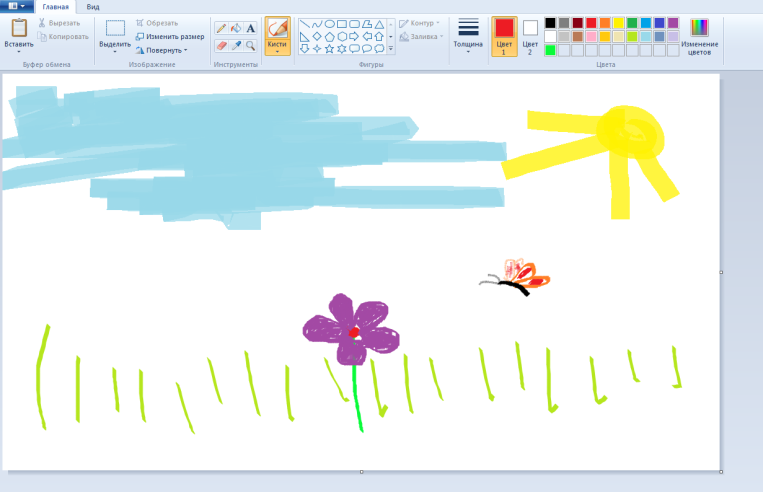 Главная Вид
Вставить
Вырезать
Копировать
Буфер обмена
Выделить
Обрезать
Изменить размер
Повернуть
Изображение
A
Инструменты
Кисти
Контур
Заливка
Фигуры
Толщина
Цвет 1
Цвет 2
Изменение цветов
Цвета